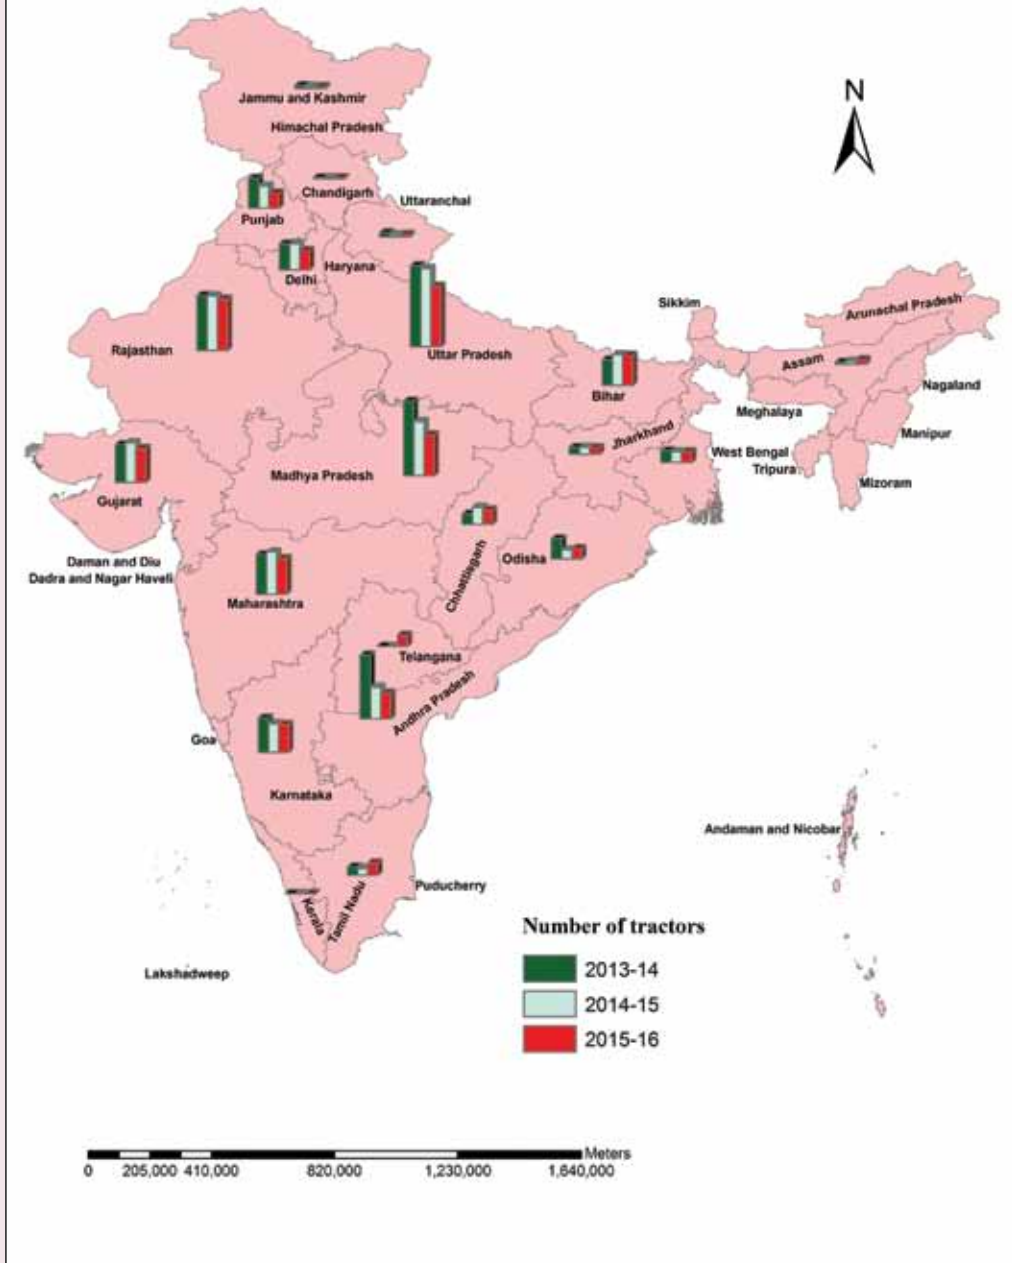 N
Jammu and Kashmir
Himachal Pradesh
Chandigarh
Uttaranchal
Punjab
Haryana
Delhi
Sikkim
Arunachal Pradesh
Rajasthan
Uttar Pradesh
Assam
Nagaland
Bihar
Meghalaya
Jharkhand
Manipur
West Bengal
Tripura
Madhya Pradesh
Mizoram
Gujarat
Daman and Diu
Dadra and Nagar Haveli
Odisha
Chhattisgarh
Maharashtra
Telangana
Andhra Pradesh
Goa
Karnataka
Andaman and Nicobar
Puducherry
Kerala
Tamil Nadu
Lakshadweep
Number of tractors
2013-14
2014-15
2015-16
Meters
0 205,000 410,000 820,000 1,230,000 1,640,000